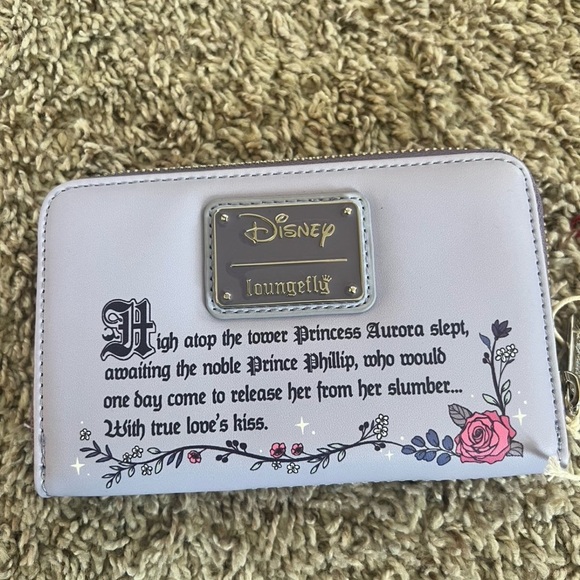 Disney
loungefly
High atop the tower Princess Aurora slept,
awaiting the noble Prince Phillip, who would
one day come to release her from her slumber...
With true love's kiss.